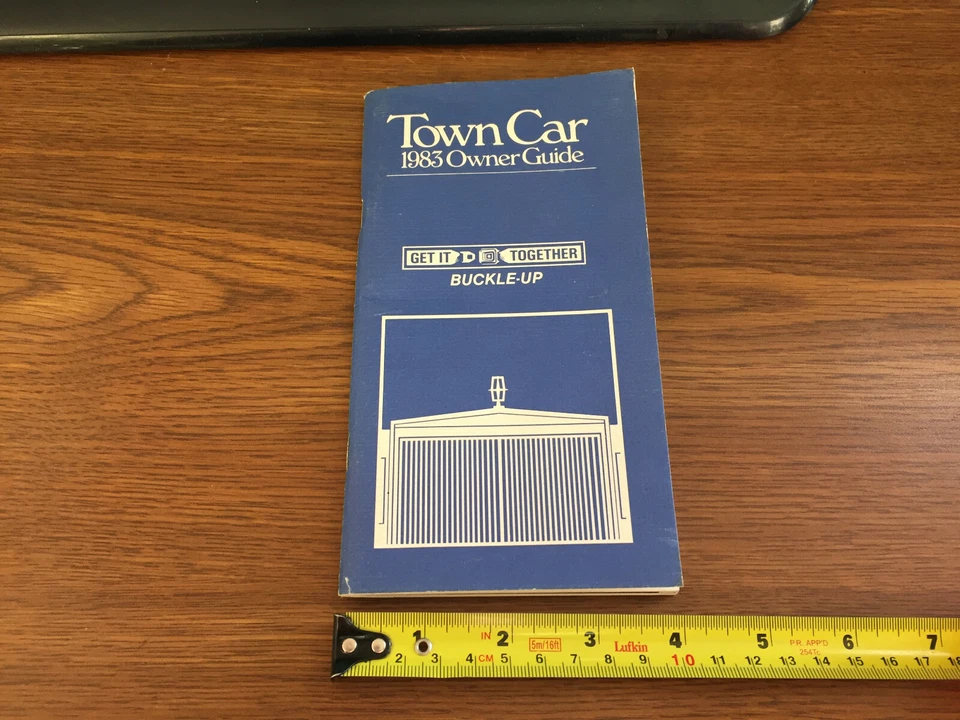 Town Car
1983 Owner Guide
GET IT TOGETHER
BUCKLE-UP
1 IN 2 5m/16ft 3 Lufkin 4 5 PR APP'D 6 7
2 3 4 CM 5 6 7 8 9 10 11 12 13 14 15 16 17 18